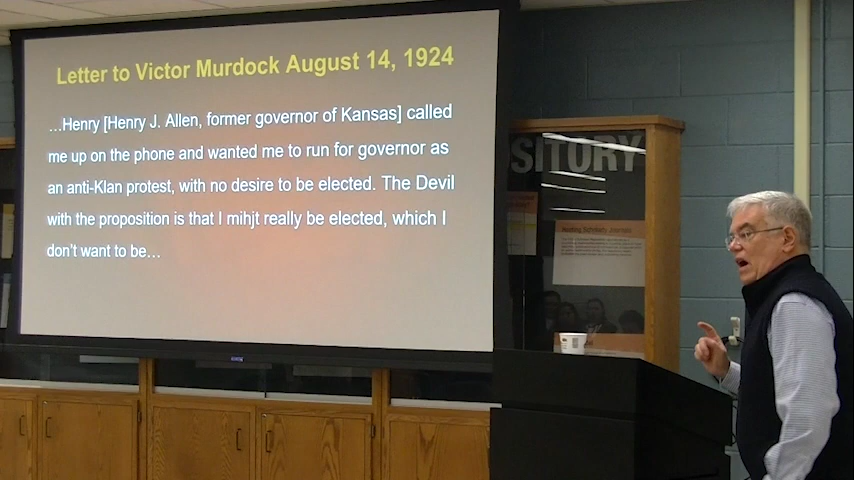 Letter to Victor Murdock August 14, 1924
…Henry [Henry J. Allen, former governor of Kansas] called
me up on the phone and wanted me to run for governor as
an anti-Klan protest, with no desire to be elected. The Devil
with the proposition is that I mihjt really be elected, which I
don't want to be…
SITORY